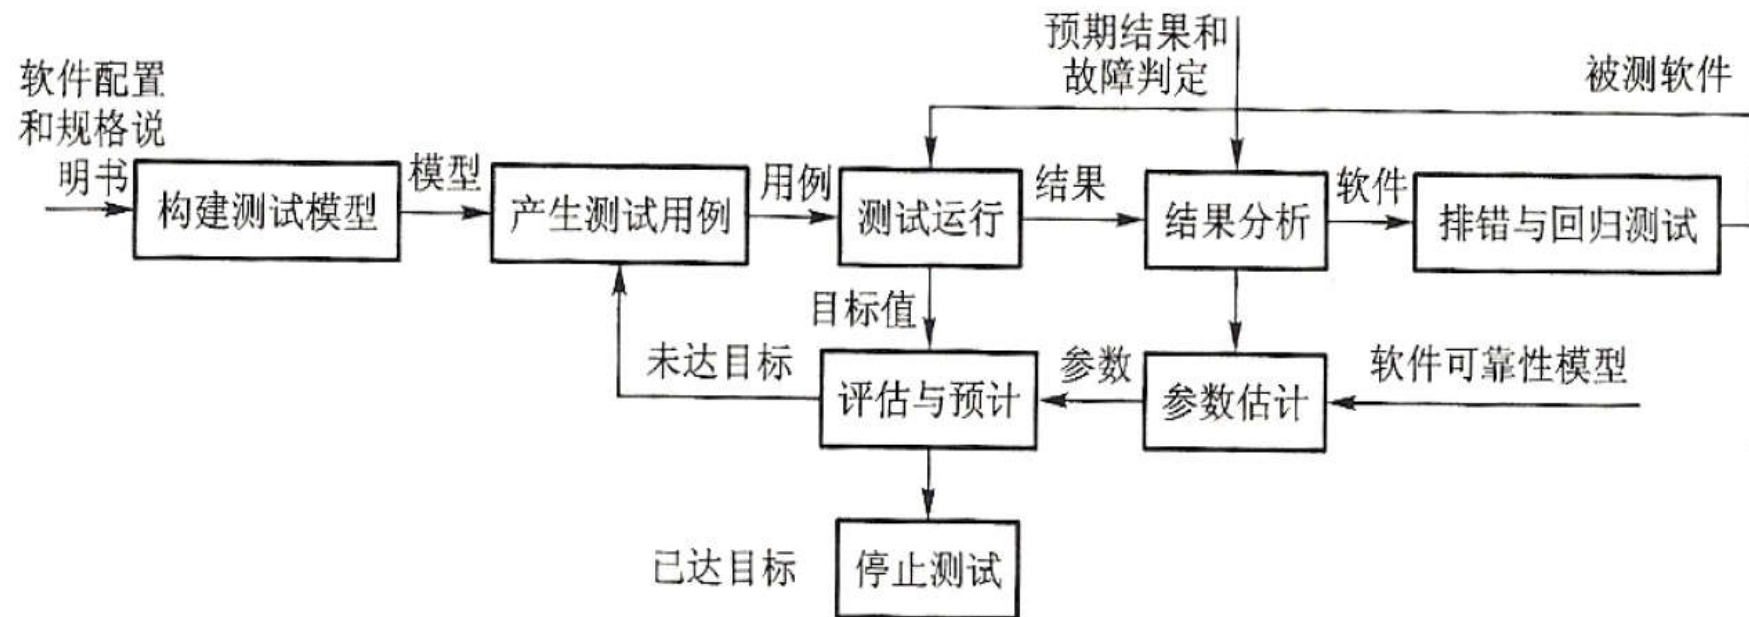 预期结果和
故障判定
被测软件
软件配置
和规格说
明书
构建测试模型
模型
产生测试用例
用例
测试运行
结果
结果分析
软件
排错与回归测试
目标值
未达目标
评估与预计
参数
参数估计
软件可靠性模型
已达目标
停止测试